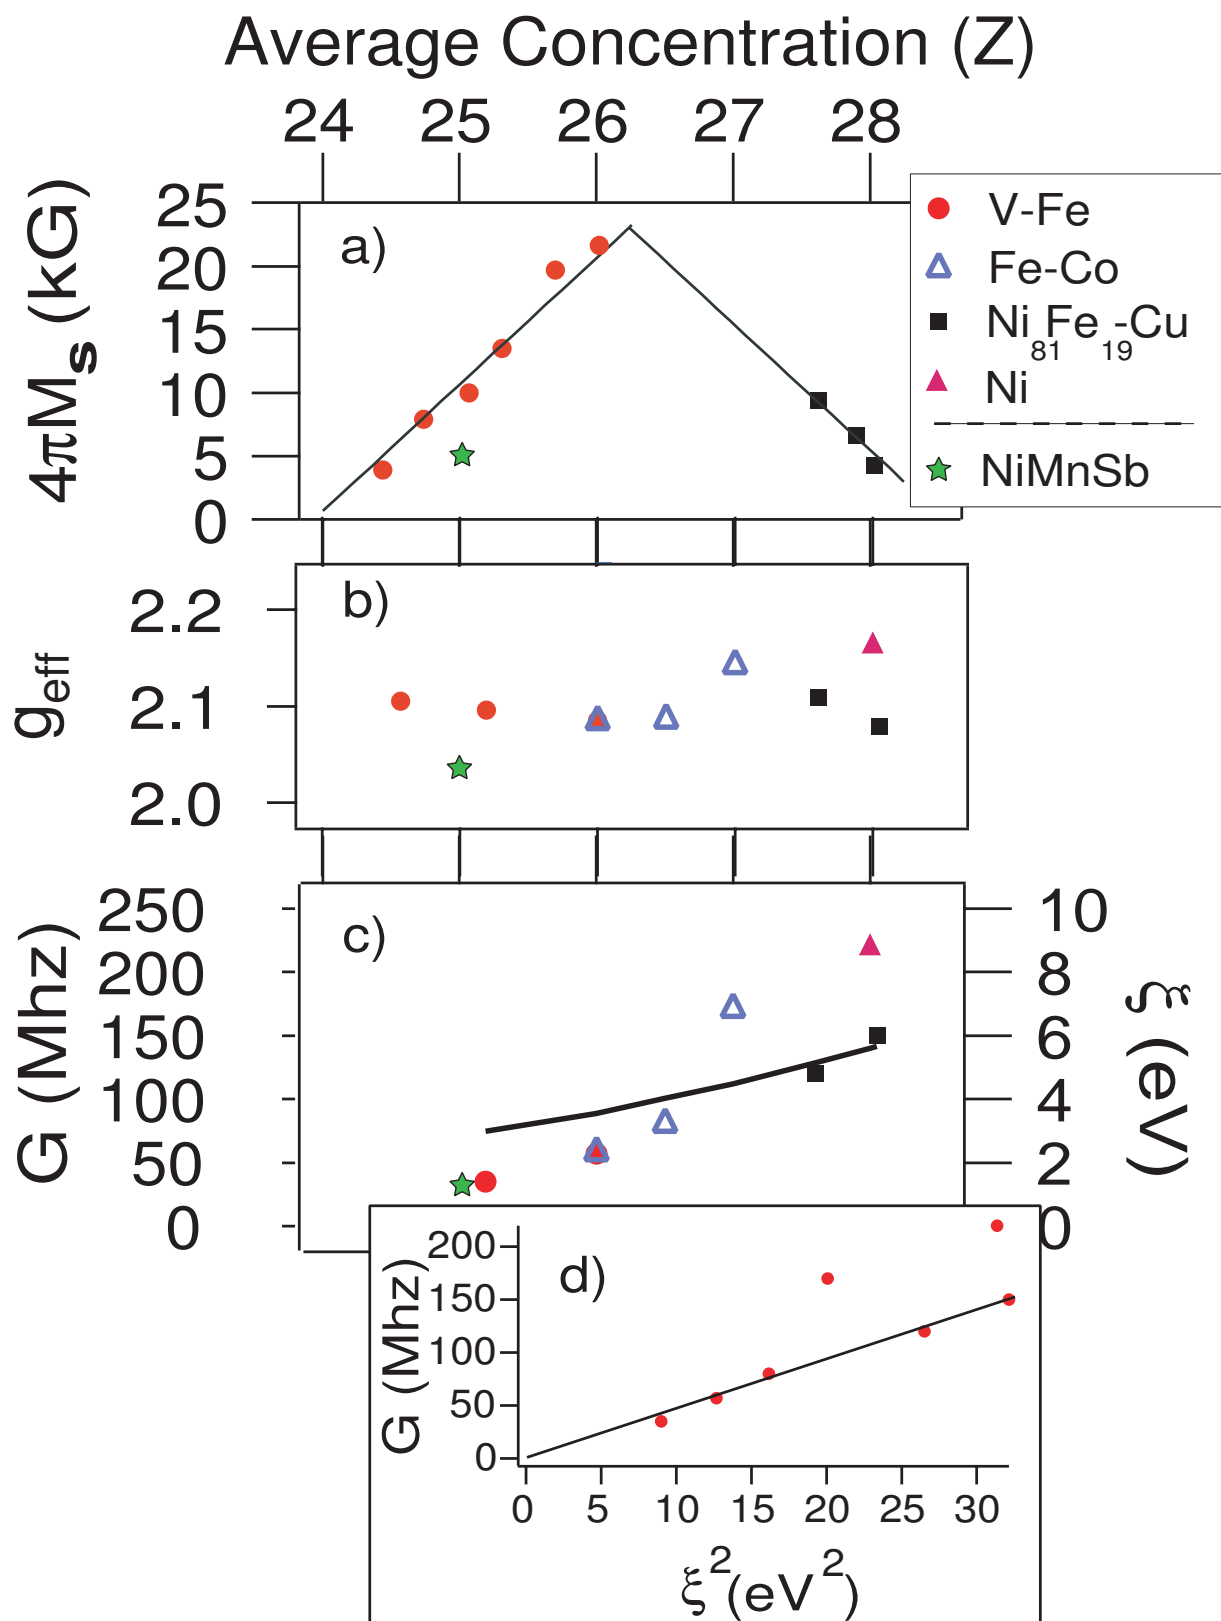 Average Concentration (Z)
24 25 26 27 28
4πMs (kG)
25
20
15
10
5
0
a)
V-Fe
Fe-Co
Ni81Fe19-Cu
Ni
NiMnSb
geff
2.2
2.1
2.0
b)
G (Mhz)
250
200
150
100
50
0
c)
10
8
6
4
2
0
ξ (eV)
G (Mhz)
200
150
100
50
0
d)
0 5 10 15 20 25 30
ξ²(eV²)